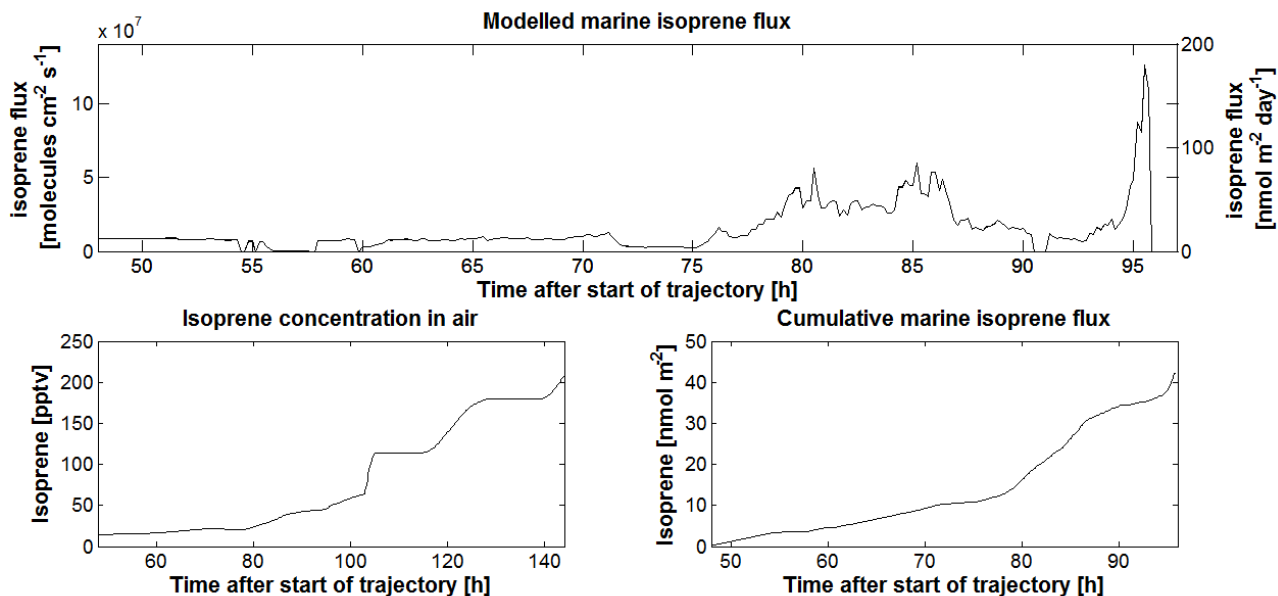 Modelled marine isoprene flux
x 10⁷
isoprene flux
[molecules cm⁻² s⁻¹]
10
5
0
200
100
0
isoprene flux
[nmol m⁻² day⁻¹]
50 55 60 65 70 75 80 85 90 95
Time after start of trajectory [h]
Isoprene concentration in air
Isoprene [pptv]
250
200
150
100
50
0
60 80 100 120 140
Time after start of trajectory [h]
Cumulative marine isoprene flux
Isoprene [nmol m⁻²]
50
40
30
20
10
0
50 60 70 80 90
Time after start of trajectory [h]